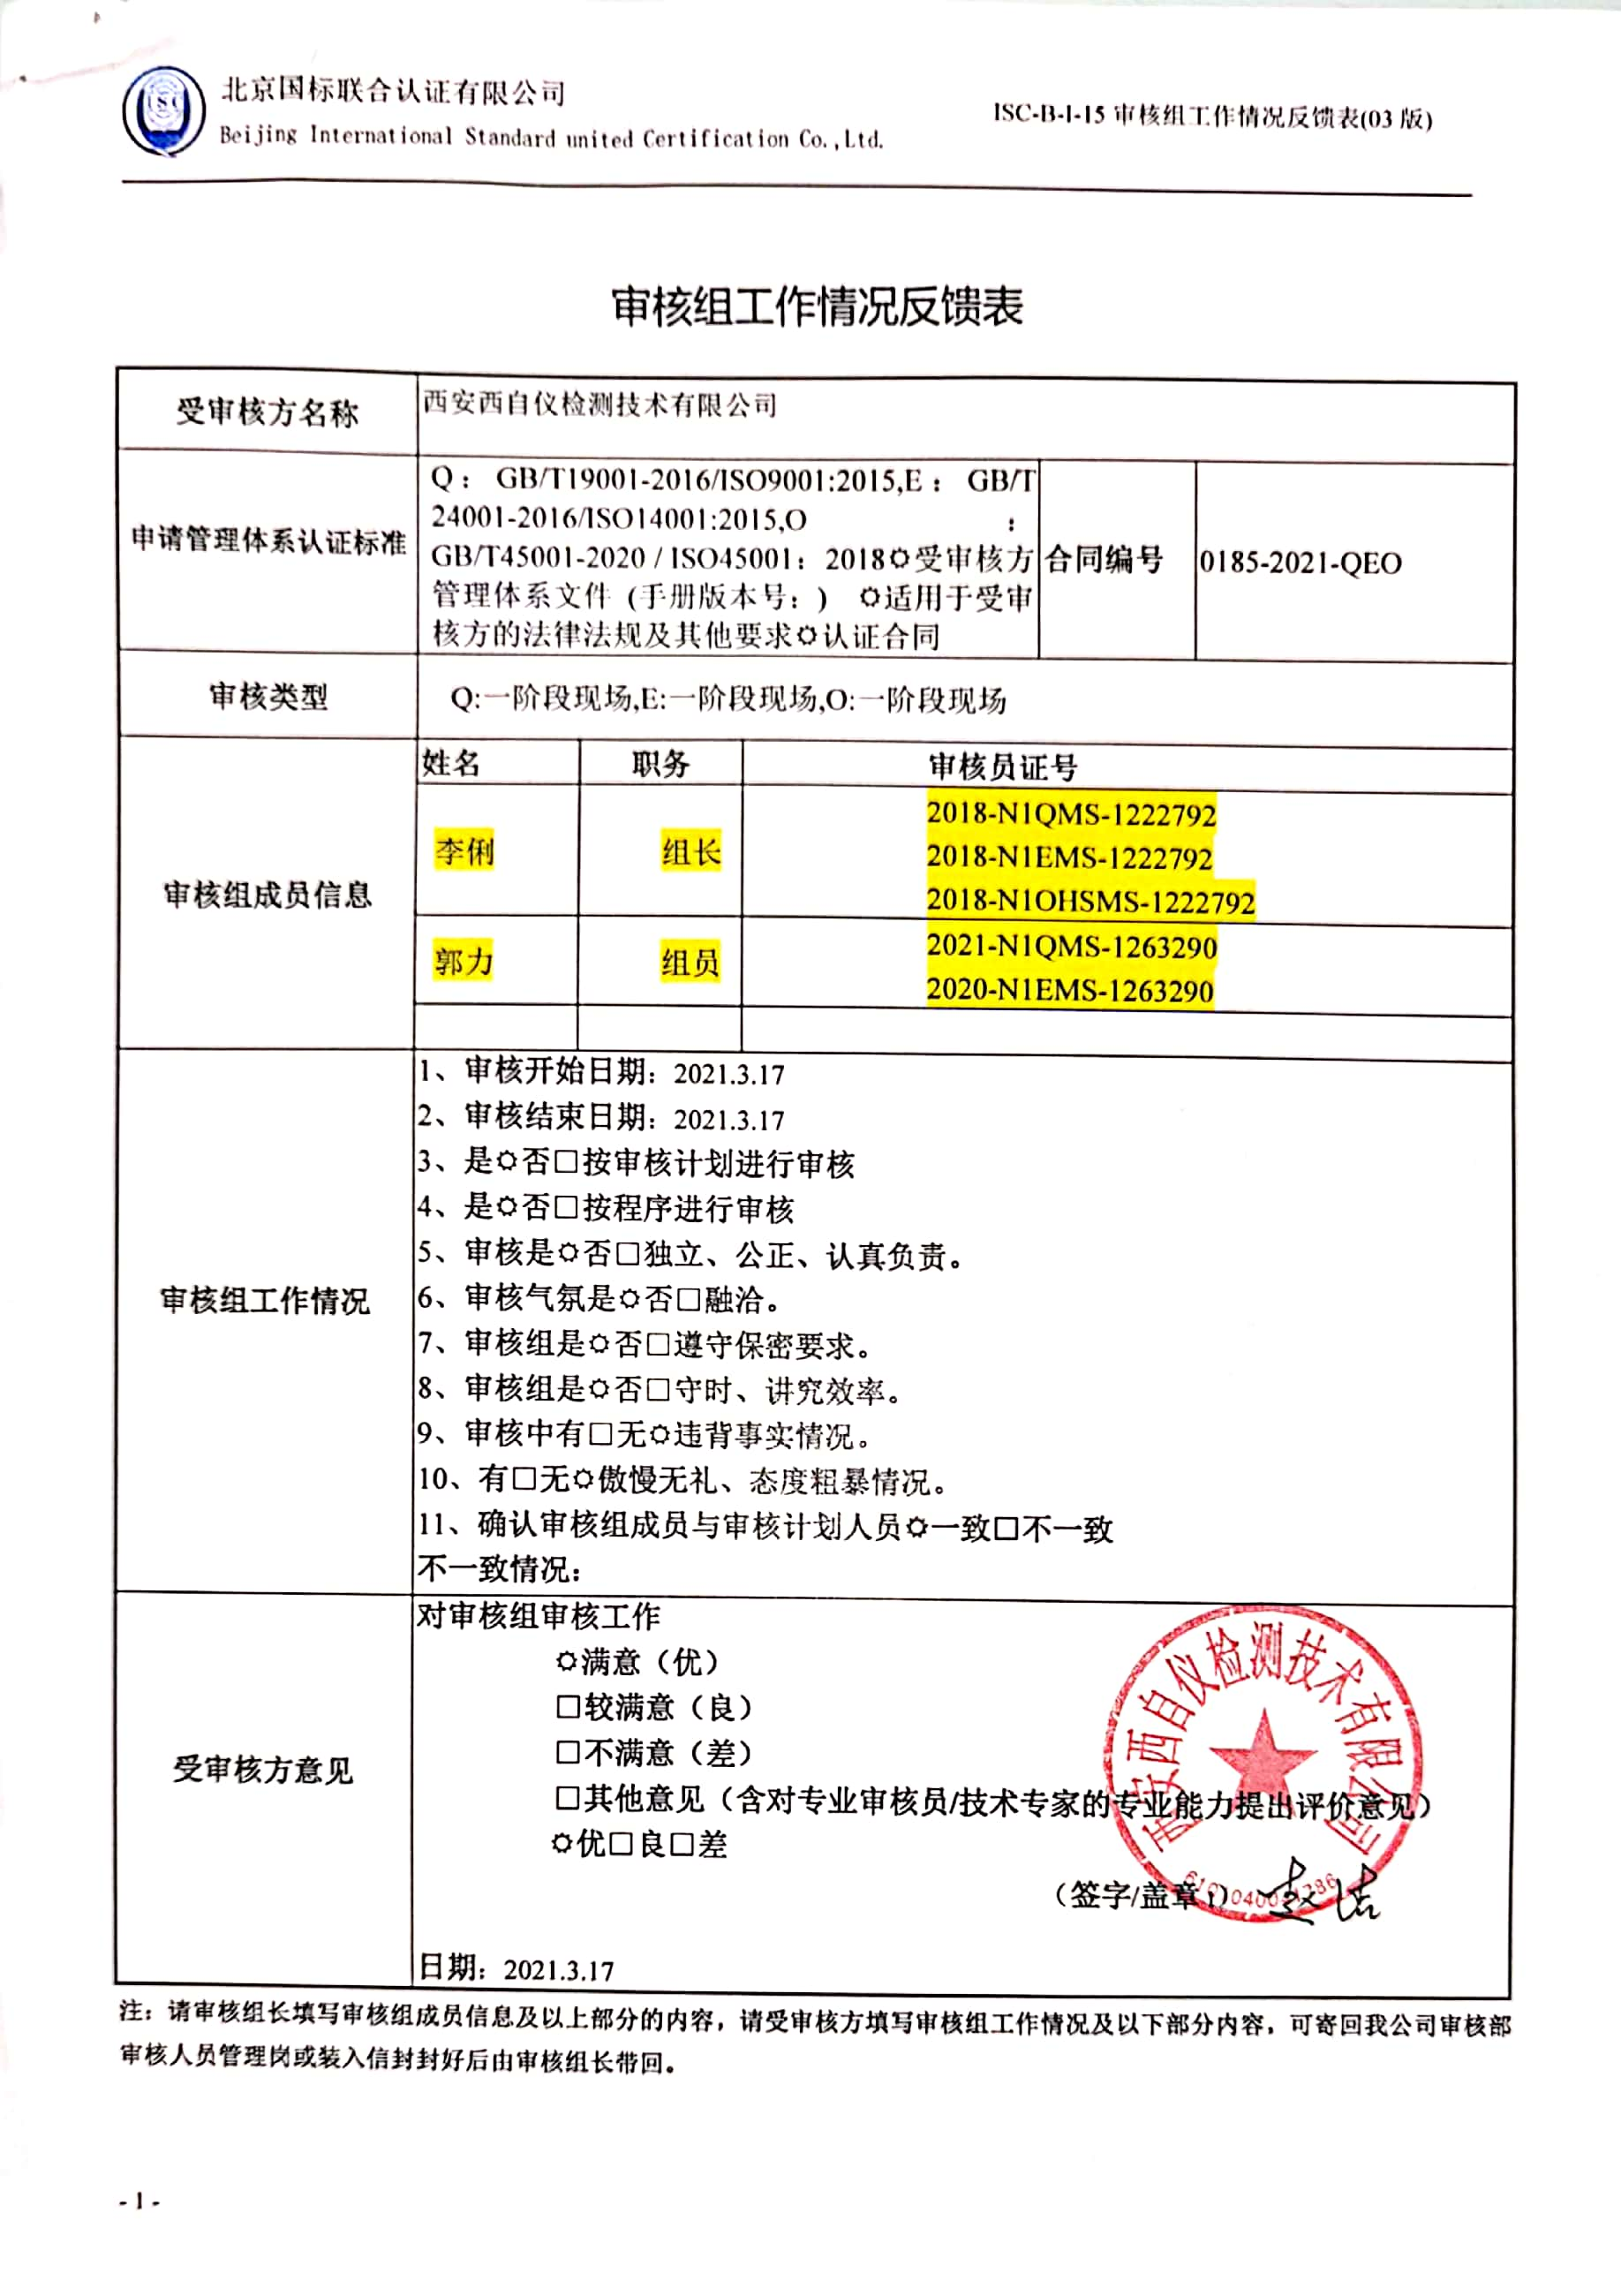 北京国标联合认证有限公司
Beijing International Standard united Certification Co.,Ltd.
ISC-B-I-15 审核组工作情况反馈表(03 版)
审核组工作情况反馈表
受审核方名称
西安西自仪检测技术有限公司
申请管理体系认证标准
Q： GB/T19001-2016/ISO9001:2015,E： GB/T
24001-2016/ISO14001:2015,O ：
GB/T45001-2020 / ISO45001：2018✿受审核方
管理体系文件（手册版本号：） ✿适用于受审
核方的法律法规及其他要求✿认证合同
合同编号
0185-2021-QEO
审核类型
Q:一阶段现场,E:一阶段现场,O:一阶段现场
审核组成员信息
姓名 职务 审核员证号
李俐 组长
2018-N1QMS-1222792
2018-N1EMS-1222792
2018-N1OHSMS-1222792
郭力 组员
2021-N1QMS-1263290
2020-N1EMS-1263290
审核组工作情况
1、审核开始日期：2021.3.17
2、审核结束日期：2021.3.17
3、是✿否□按审核计划进行审核
4、是✿否□按程序进行审核
5、审核是✿否□独立、公正、认真负责。
6、审核气氛是✿否□融洽。
7、审核组是✿否□遵守保密要求。
8、审核组是✿否□守时、讲究效率。
9、审核中有□无✿违背事实情况。
10、有□无✿傲慢无礼、态度粗暴情况。
11、确认审核组成员与审核计划人员✿一致□不一致
不一致情况：
受审核方意见
对审核组审核工作
✿满意（优）
□较满意（良）
□不满意（差）
□其他意见（含对专业审核员/技术专家的专业能力提出评价意见）
✿优□良□差
（签字/盖章）
西安西自仪检测技术有限公司
日期：2021.3.17
注：请审核组长填写审核组成员信息及以上部分的内容，请受审核方填写审核组工作情况及以下部分内容，可寄回我公司审核部
审核人员管理岗或装入信封封好后由审核组长带回。
- 1 -